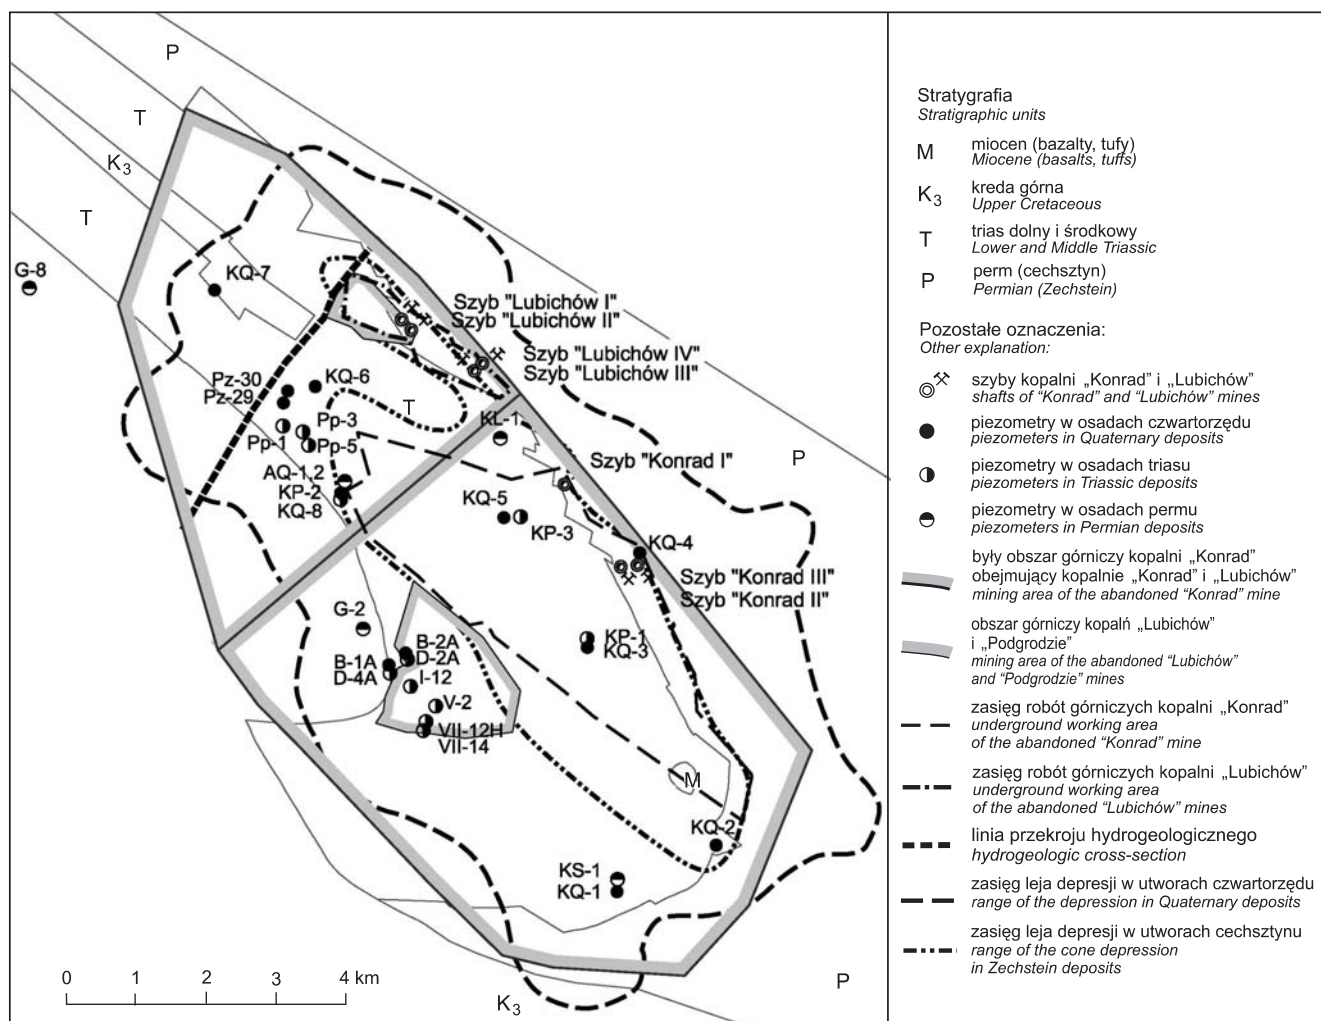 P
T
K3
T
G-8
KQ-7
Szyb "Lubichów I"
Szyb "Lubichów II"
Szyb "Lubichów IV"
Szyb "Lubichów III"
Pz-30
Pz-29
KQ-6
T
Pp-3
Pp-1
Pp-5
KL-1
AQ-1,2
KP-2
KQ-8
Szyb "Konrad I"
P
KQ-5
KP-3
KQ-4
Szyb "Konrad III"
Szyb "Konrad II"
G-2
KP-1
KQ-3
B-2A
D-2A
B-1A
D-4A
I-12
V-2
VII-12H
VII-14
M
KQ-2
KS-1
KQ-1
0 1 2 3 4 km
K3
P
Stratygrafia
Stratigraphic units
M miocen (bazalty, tufy)
Miocene (basalts, tuffs)
K3 kreda górna
Upper Cretaceous
T trias dolny i środkowy
Lower and Middle Triassic
P perm (cechsztyn)
Permian (Zechstein)
Pozostałe oznaczenia:
Other explanation:
szyby kopalni „Konrad” i „Lubichów”
shafts of “Konrad” and “Lubichów” mines
piezometry w osadach czwartorzędu
piezometers in Quaternary deposits
piezometry w osadach triasu
piezometers in Triassic deposits
piezometry w osadach permu
piezometers in Permian deposits
były obszar górniczy kopalni „Konrad”
obejmujący kopalnie „Konrad” i „Lubichów”
mining area of the abandoned “Konrad” mine
obszar górniczy kopalń „Lubichów”
i „Podgrodzie”
mining area of the abandoned “Lubichów”
and “Podgrodzie” mines
zasięg robót górniczych kopalni „Konrad”
underground working area
of the abandoned “Konrad” mine
zasięg robót górniczych kopalni „Lubichów”
underground working area
of the abandoned “Lubichów” mines
linia przekroju hydrogeologicznego
hydrogeologic cross-section
zasięg leja depresji w utworach czwartorzędu
range of the depression in Quaternary deposits
zasięg leja depresji w utworach cechsztynu
range of the cone depression
in Zechstein deposits